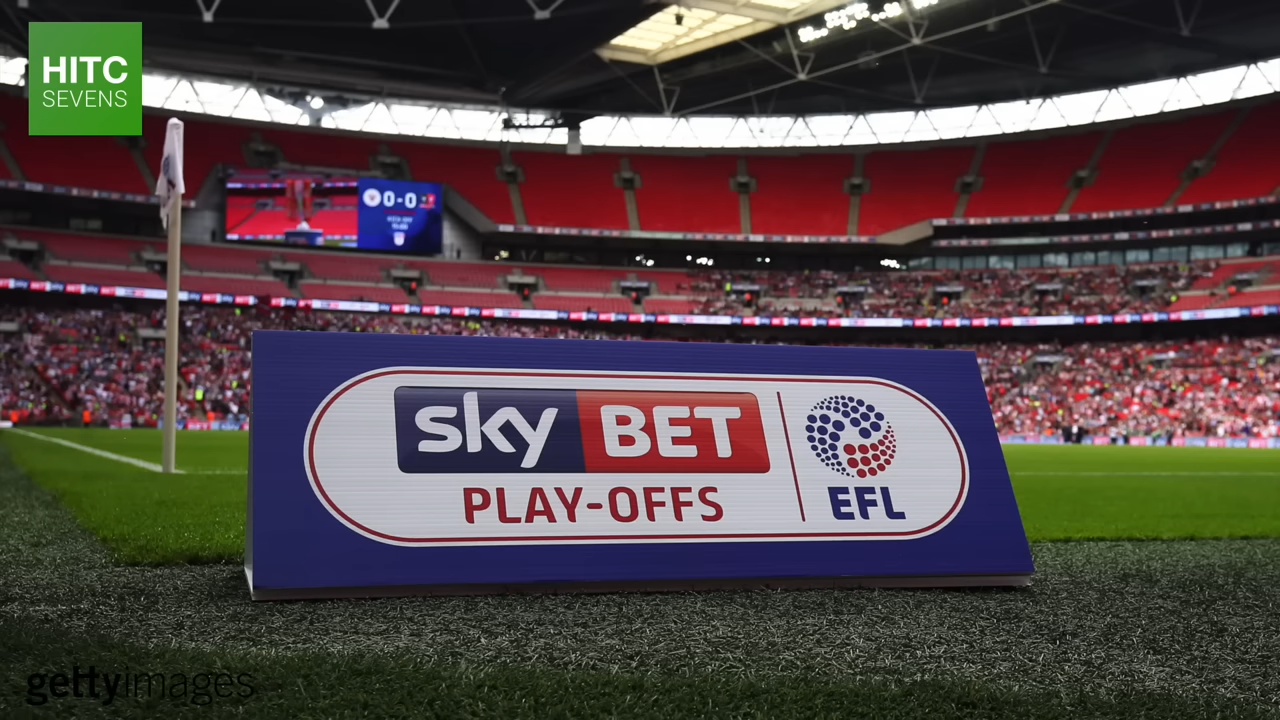 HITC
SEVENS
0-0
sky BET
PLAY-OFFS
EFL
gettyimages